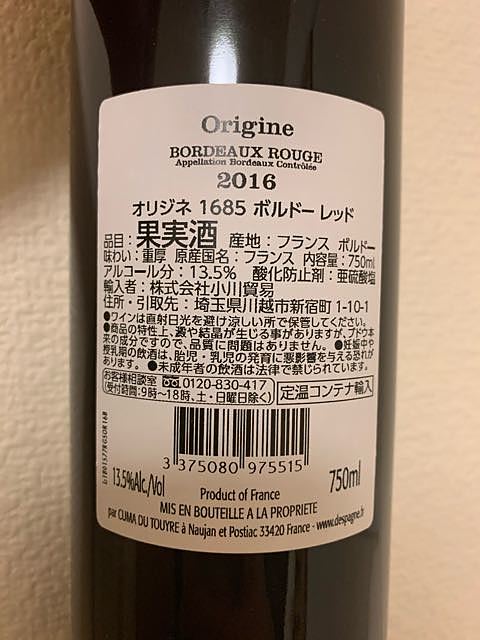 Origine
BORDEAUX ROUGE
Appellation Bordeaux Contrôlée
2016
オリジネ 1685 ボルドー レッド
品目：果実酒 産地：フランス ボルドー
味わい：重厚 原産国名：フランス 内容量：750ml
アルコール分：13.5% 酸化防止剤：亜硫酸塩
輸入者：株式会社小川貿易
住所・引取先：埼玉県川越市新宿町 1-10-1
●ワインは直射日光を避け涼しい所で保管してください。
●商品の特性上、澱や結晶が生じる事がありますが、ブドウ本
来の成分ですので、品質に問題はありません。●妊娠中や
授乳期の飲酒は、胎児・乳児の発育に悪影響を与える恐れが
あります。●未成年者の飲酒は法律で禁じられています。
お客様相談室 0120-830-417
(受付時間：9時～18時、土・日曜日除く)
定温コンテナ輸入
3 375080 975515
13.5%Alc./Vol
750ml
Product of France
MIS EN BOUTEILLE A LA PROPRIETE
par CUMA DU TOUYRE à Naujan et Postiac 33420 France - www.despagne.fr